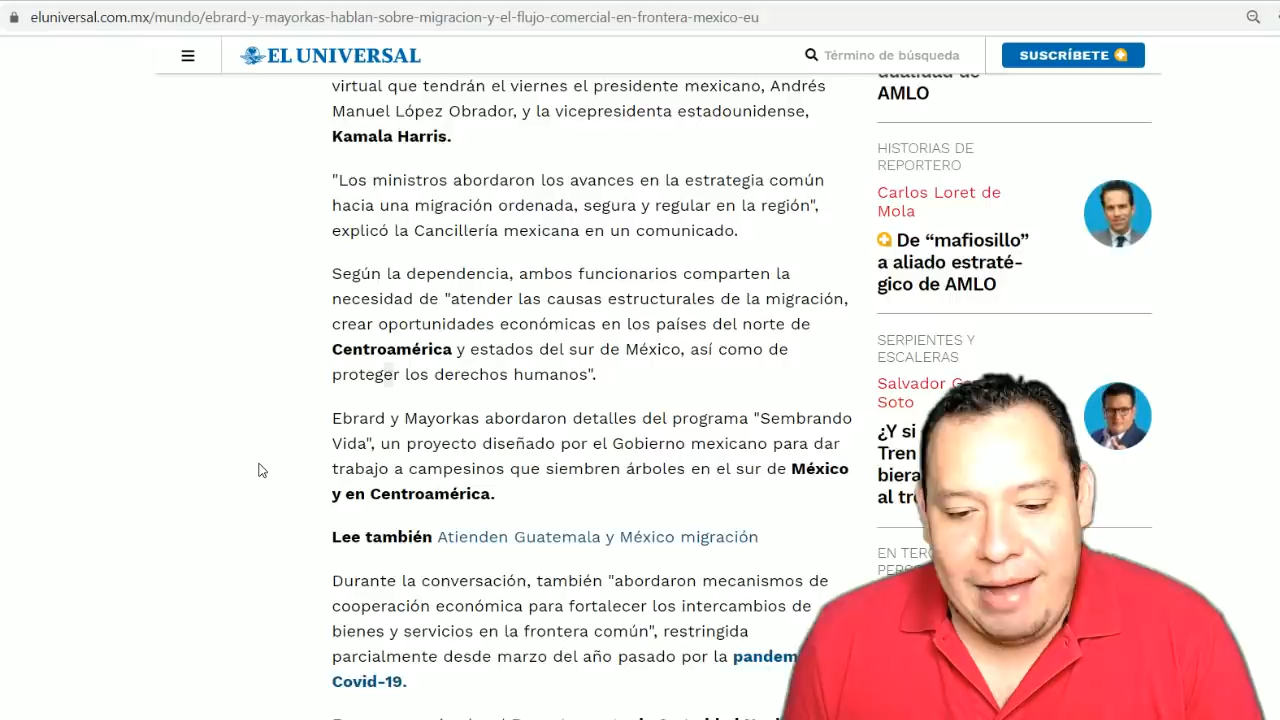 eluniversal.com.mx/mundo/ebrard-y-mayorkas-hablan-sobre-migracion-y-el-flujo-comercial-en-frontera-mexico-eu
EL UNIVERSAL
Término de búsqueda
SUSCRÍBETE
virtual que tendrán el viernes el presidente mexicano, Andrés
Manuel López Obrador, y la vicepresidenta estadounidense,
Kamala Harris.
"Los ministros abordaron los avances en la estrategia común
hacia una migración ordenada, segura y regular en la región",
explicó la Cancillería mexicana en un comunicado.
Según la dependencia, ambos funcionarios comparten la
necesidad de "atender las causas estructurales de la migración,
crear oportunidades económicas en los países del norte de
Centroamérica y estados del sur de México, así como de
proteger los derechos humanos".
Ebrard y Mayorkas abordaron detalles del programa "Sembrando
Vida", un proyecto diseñado por el Gobierno mexicano para dar
trabajo a campesinos que siembren árboles en el sur de México
y en Centroamérica.
Lee también Atienden Guatemala y México migración
Durante la conversación, también "abordaron mecanismos de
cooperación económica para fortalecer los intercambios de
bienes y servicios en la frontera común", restringida
parcialmente desde marzo del año pasado por la
Covid-19.
dualidad de
AMLO
HISTORIAS DE
REPORTERO
Carlos Loret de
Mola
De “mafiosillo”
a aliado estraté-
gico de AMLO
SERPIENTES Y
ESCALERAS
Salvador
Soto
¿Y si
Tren
al
EN